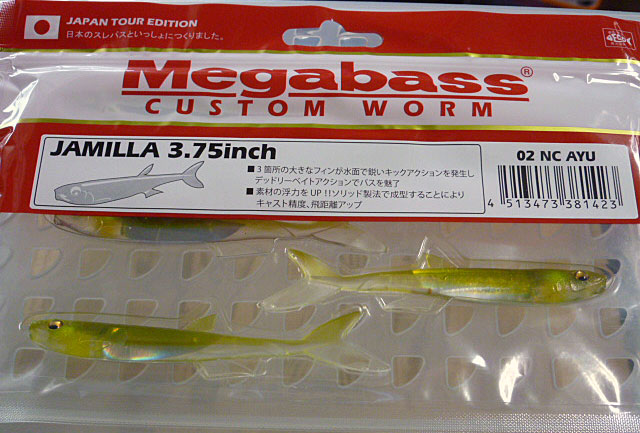 JAPAN TOUR EDITION
日本のスレバスといっしょにつくりました。
Megabass®
CUSTOM WORM
JAMILLA 3.75inch
02 NC AYU
■3箇所の大きなフィンが水面で鋭いキックアクションを発生し
デッドリーベイトアクションでバスを魅了
■素材の浮力をUP!!ソリッド製法で成型することにより
キャスト精度、飛距離アップ
4 513473 381423